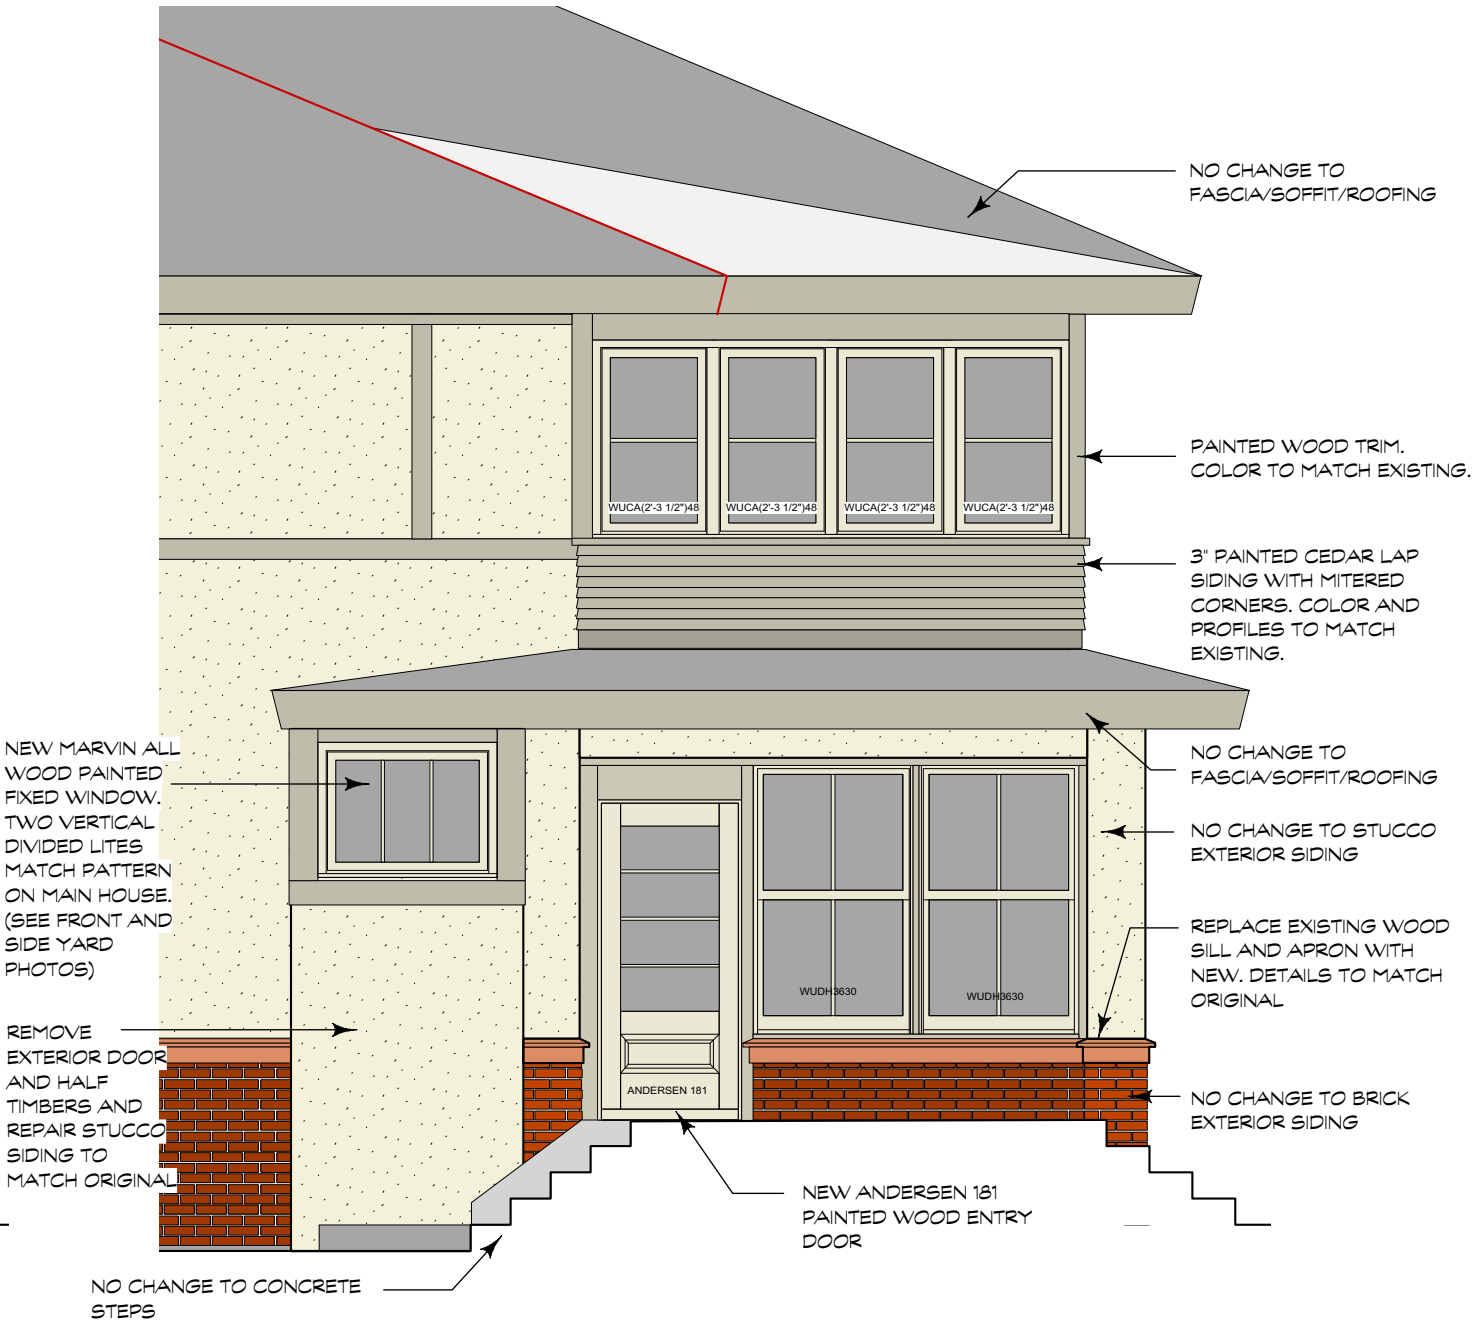 NO CHANGE TO
FASCIA/SOFFIT/ROOFING
PAINTED WOOD TRIM.
COLOR TO MATCH EXISTING.
WUCA(2'-3 1/2")48
WUCA(2'-3 1/2")48
WUCA(2'-3 1/2")48
WUCA(2'-3 1/2")48
3" PAINTED CEDAR LAP
SIDING WITH MITERED
CORNERS. COLOR AND
PROFILES TO MATCH
EXISTING.
NEW MARVIN ALL
WOOD PAINTED
FIXED WINDOW.
TWO VERTICAL
DIVIDED LITES
MATCH PATTERN
ON MAIN HOUSE.
(SEE FRONT AND
SIDE YARD
PHOTOS)
NO CHANGE TO
FASCIA/SOFFIT/ROOFING
NO CHANGE TO STUCCO
EXTERIOR SIDING
REPLACE EXISTING WOOD
SILL AND APRON WITH
NEW. DETAILS TO MATCH
ORIGINAL
WUDH3630
WUDH3630
REMOVE
EXTERIOR DOOR
AND HALF
TIMBERS AND
REPAIR STUCCO
SIDING TO
MATCH ORIGINAL
ANDERSEN 181
NO CHANGE TO BRICK
EXTERIOR SIDING
NEW ANDERSEN 181
PAINTED WOOD ENTRY
DOOR
NO CHANGE TO CONCRETE
STEPS